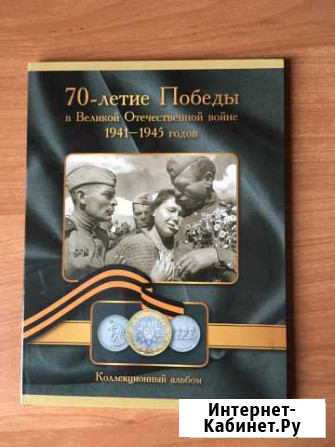 70-летие Победы
в Великой Отечественной войне
1941—1945 годов
Коллекционный альбом
Интернет-
Кабинет.Ру